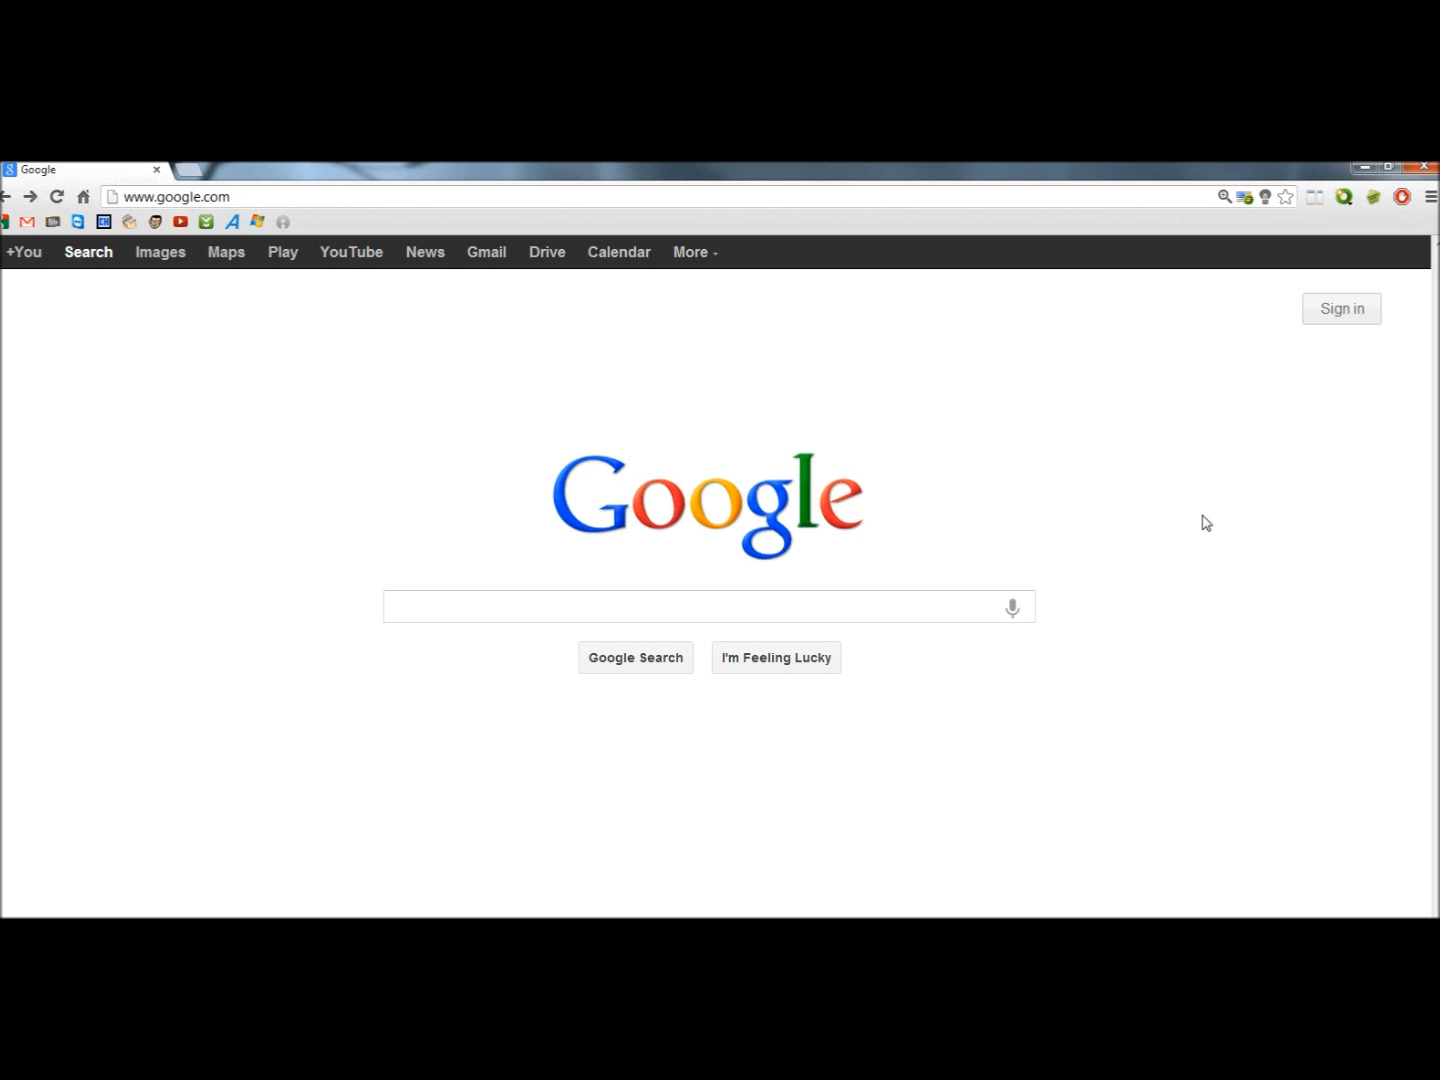 Google
www.google.com
+You Search Images Maps Play YouTube News Gmail Drive Calendar More
Sign in
Google
Google Search I'm Feeling Lucky